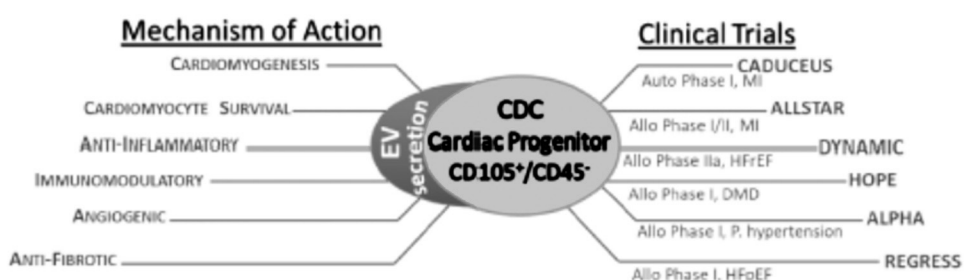 Mechanism of Action
CARDIOMYOGENESIS
CARDIOMYOCYTE SURVIVAL
ANTI-INFLAMMATORY
IMMUNOMODULATORY
ANGIOGENIC
ANTI-FIBROTIC
EV
secretion
CDC
Cardiac Progenitor
CD105⁺/CD45⁻
Clinical Trials
CADUCEUS
Auto Phase I, MI
ALLSTAR
Allo Phase I/II, MI
DYNAMIC
Allo Phase IIa, HFrEF
HOPE
Allo Phase I, DMD
ALPHA
Allo Phase I, P. hypertension
REGRESS
Allo Phase I, HFpEF